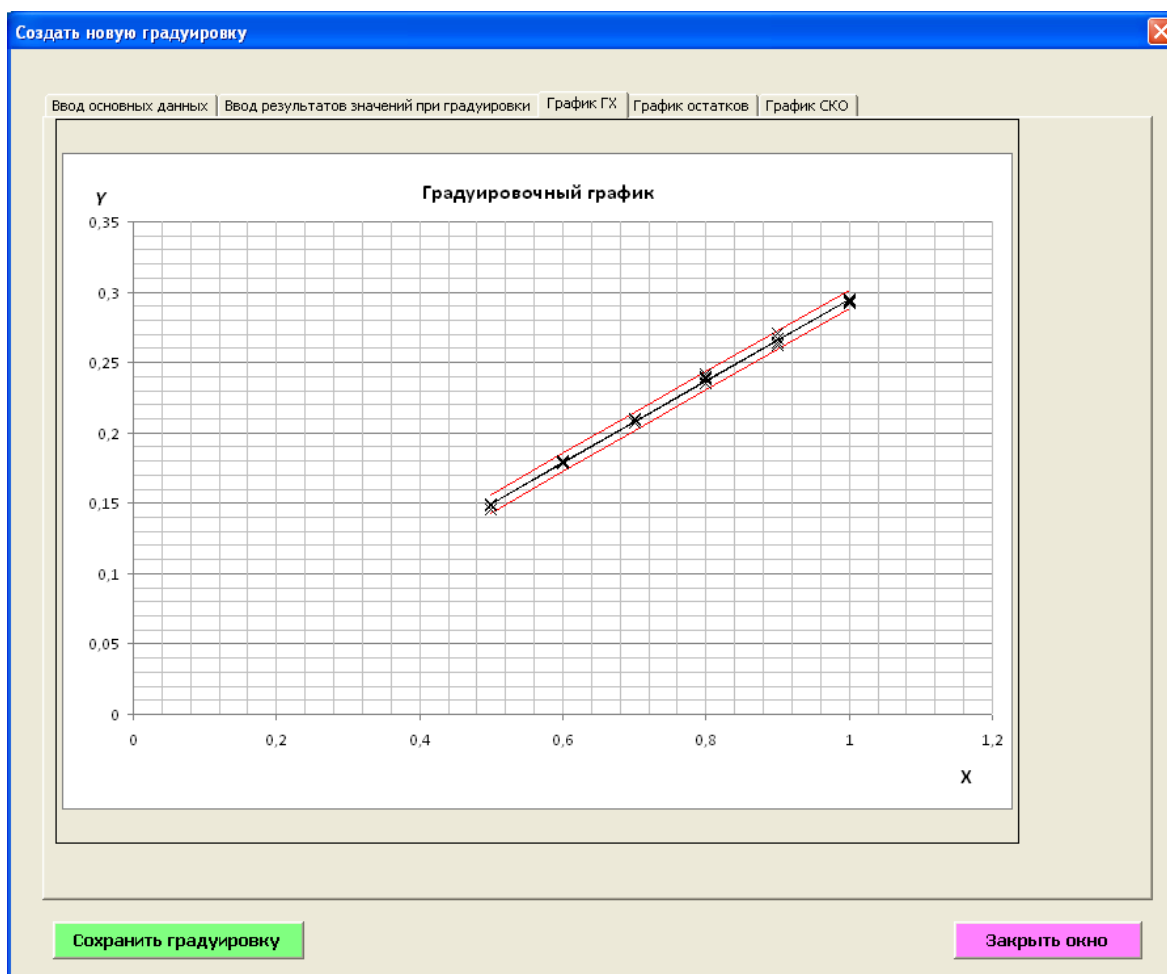 Создать новую градуировку
Ввод основных данных Ввод результатов значений при градуировки График ГХ График остатков График СКО
Градуировочный график
Y
0,35
0,3
0,25
0,2
0,15
0,1
0,05
0
0 0,2 0,4 0,6 0,8 1 1,2
X
Сохранить градуировку Закрыть окно